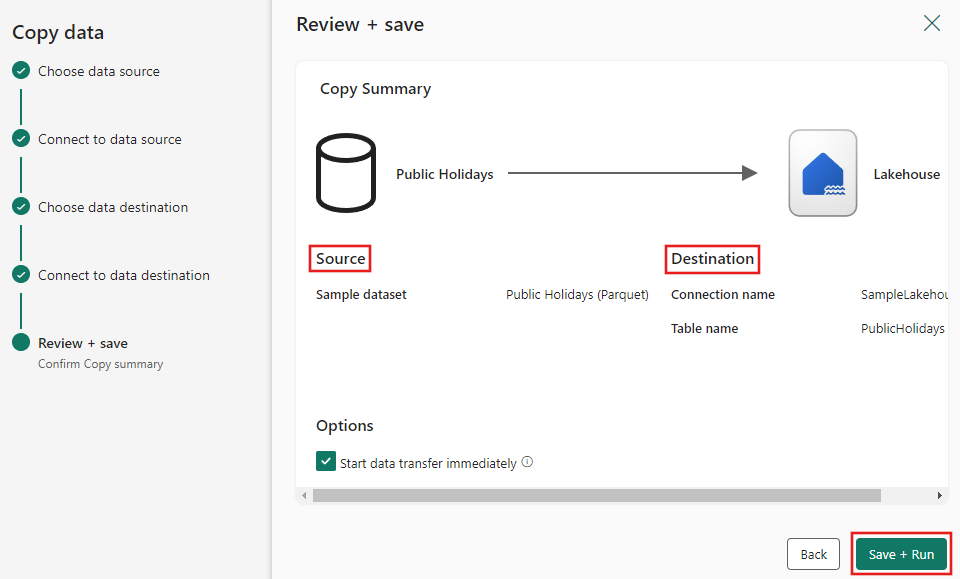 Copy data
Choose data source
Connect to data source
Choose data destination
Connect to data destination
Review + save
Confirm Copy summary
Review + save
Copy Summary
Public Holidays
Lakehouse
Source
Destination
Sample dataset
Public Holidays (Parquet)
Connection name
SampleLakehou
Table name
PublicHolidays
Options
Start data transfer immediately
Back
Save + Run